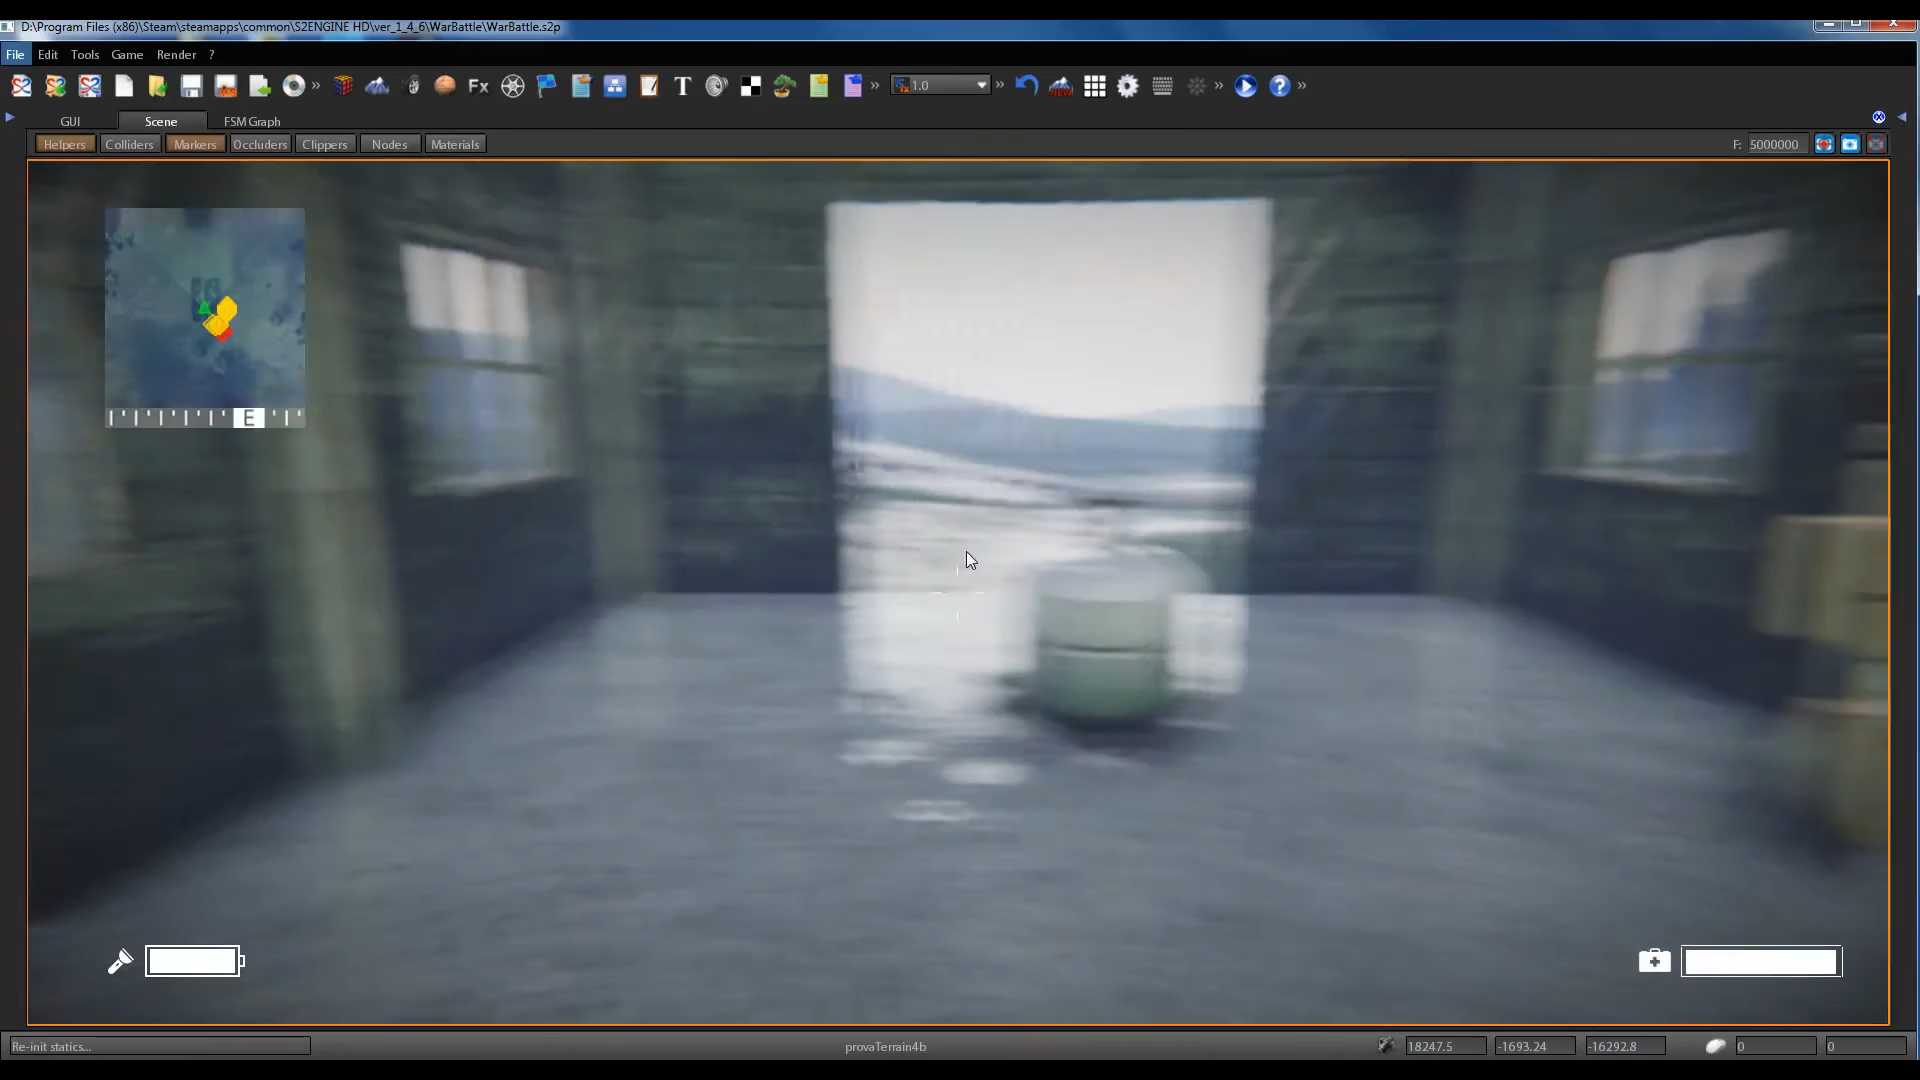 D:\Program Files (x86)\Steam\steamapps\common\S2ENGINE HD\ver_1_4_6\WarBattle\WarBattle.s2p
File Edit Tools Game Render ?
Fx T 1.0
GUI Scene FSM Graph
Helpers Colliders Markers Occluders Clippers Nodes Materials F: 5000000
E
Re-init statics... provaTerrain4b 18247.5 -1693.24 -16292.8 0 0